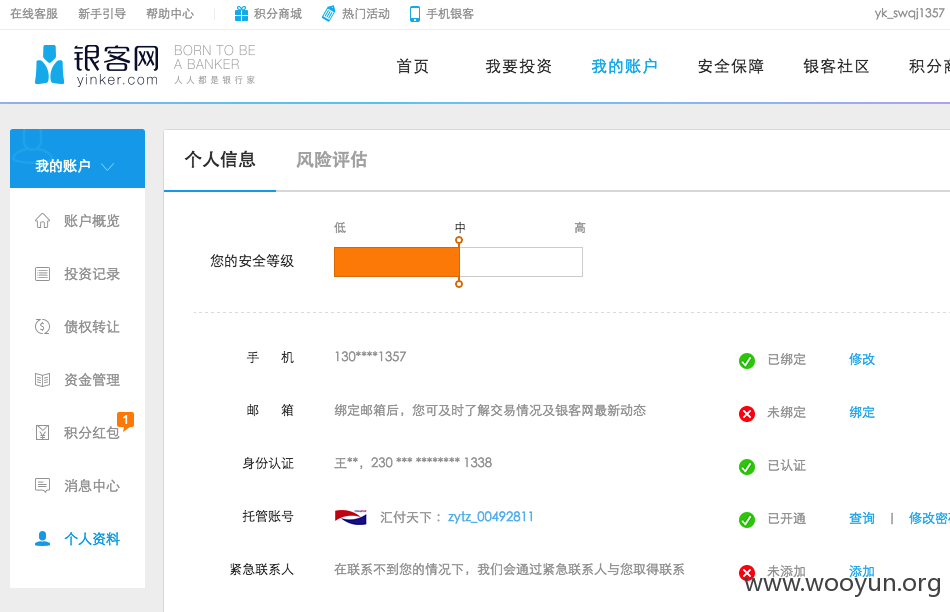 在线客服 新手引导 帮助中心 积分商城 热门活动 手机银客 yk_swqj1357
银客网 yinker.com
BORN TO BE
A BANKER
人人都是银行家
首页 我要投资 我的账户 安全保障 银客社区 积分商
我的账户
账户概览
投资记录
债权转让
资金管理
积分红包 1
消息中心
个人资料
个人信息 风险评估
低 中 高
您的安全等级
手 机 130****1357 已绑定 修改
邮 箱 绑定邮箱后，您可及时了解交易情况及银客网最新动态 未绑定 绑定
身份认证 王**，230 *** ******** 1338 已认证
托管账号 汇付天下： zytz_00492811 已开通 查询 | 修改密码
紧急联系人 在联系不到您的情况下，我们会通过紧急联系人与您取得联系 未添加 添加
www.wooyun.org